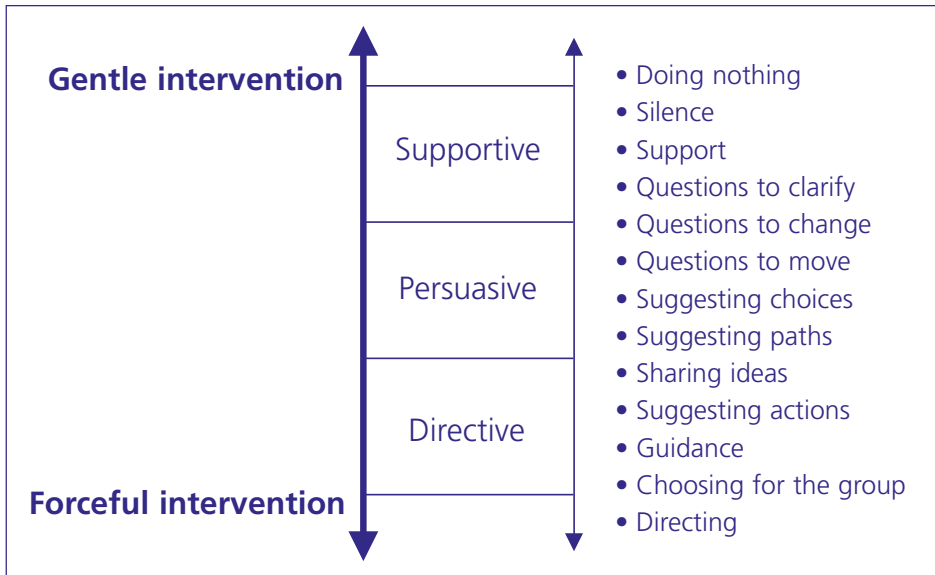 Gentle intervention
Supportive
Persuasive
Directive
Forceful intervention
• Doing nothing
• Silence
• Support
• Questions to clarify
• Questions to change
• Questions to move
• Suggesting choices
• Suggesting paths
• Sharing ideas
• Suggesting actions
• Guidance
• Choosing for the group
• Directing